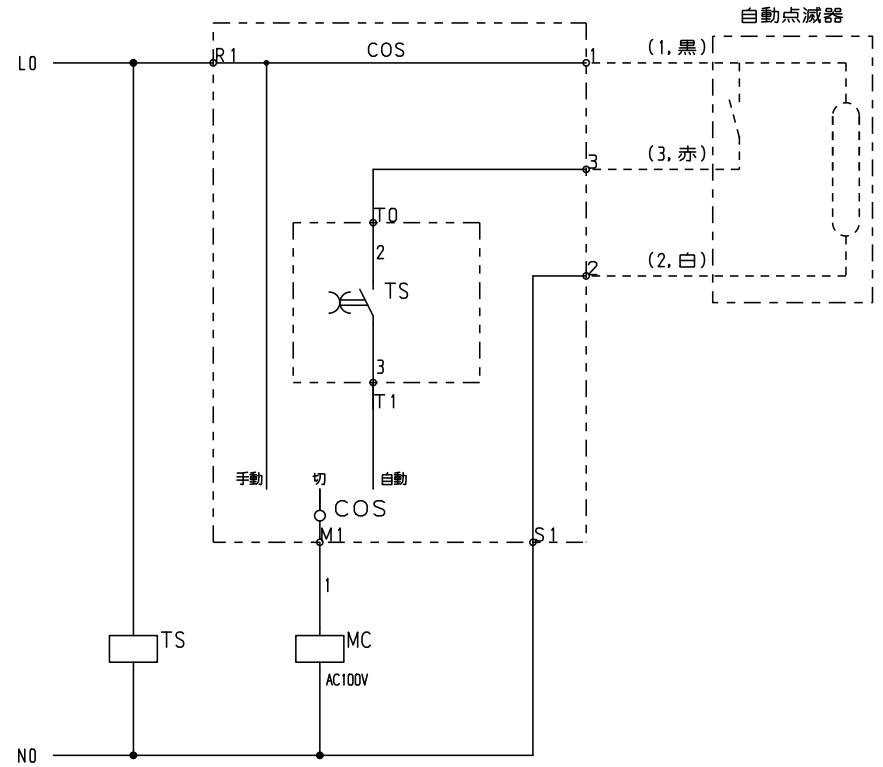 自動点滅器
L0
R1
COS
1
(1,黒)
3
(3,赤)
T0
2
2
(2,白)
TS
3
T1
手動
切
自動
COS
M1
S1
1
TS
MC
AC100V
N0